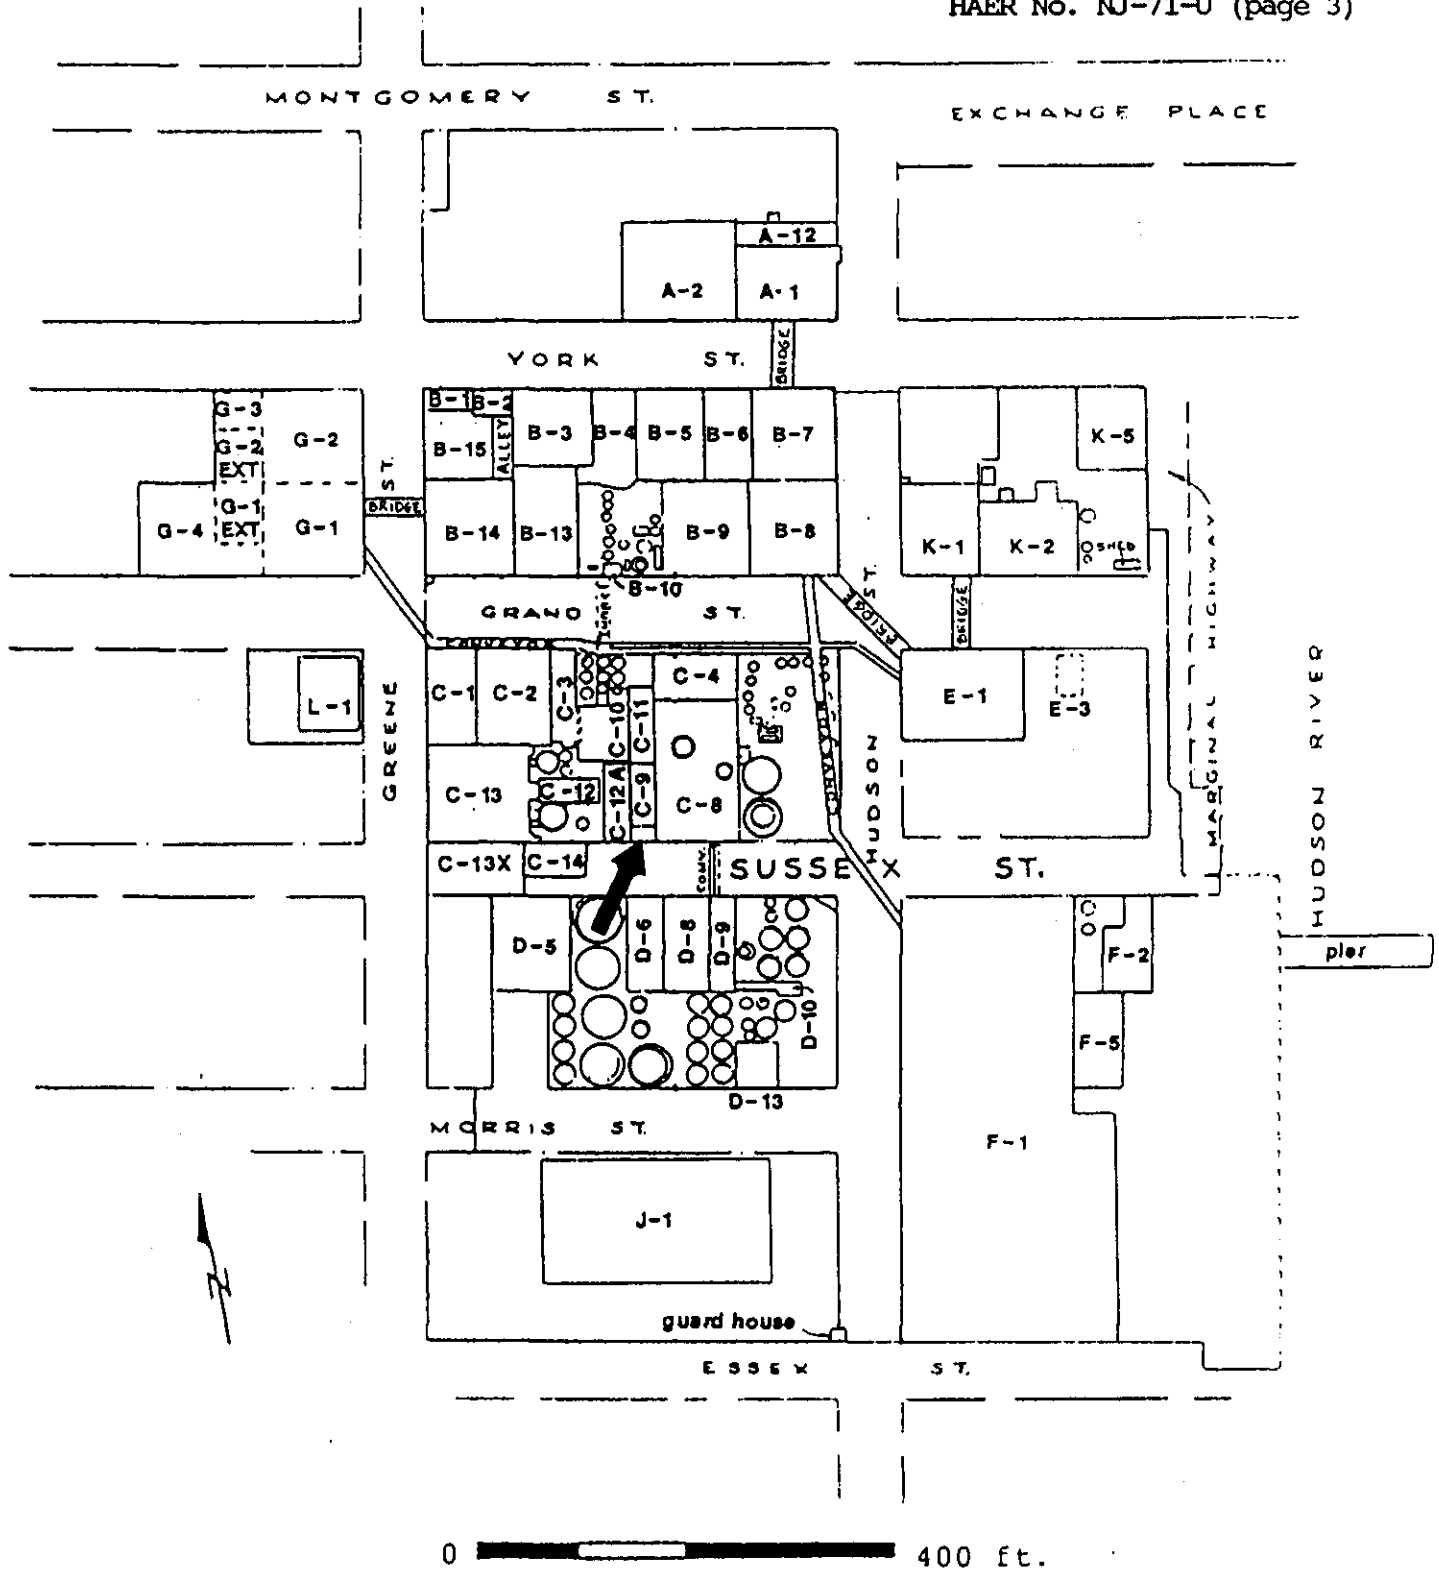 HAER No. NJ-71-U (page 3)
MONTGOMERY ST.
EXCHANGE PLACE
A-12
A-2
A-1
YORK ST.
BRIDGE
G-3
G-2
G-2
EXT
G-1
EXT
G-4
G-1
ST.
BRIDGE
B-1
B-2
B-15
ALLEY
B-3
B-4
B-5
B-6
B-7
B-14
B-13
B-9
B-8
B-10
K-5
K-1
K-2
SHED
GRAND ST.
ST.
BRIDGE
BRIDGE
MARGINAL HIGHWAY
HUDSON RIVER
L-1
GREENE
C-1
C-2
C-3
C-4
C-10
C-11
C-13
C-12
C-12A
C-9
C-8
HUDSON
E-1
E-3
C-13X
C-14
CONV.
SUSSEX ST.
D-5
D-6
D-8
D-9
D-10
D-13
F-2
F-5
F-1
pier
MORRIS ST.
J-1
N
guard house
ESSEX ST.
0 400 ft.